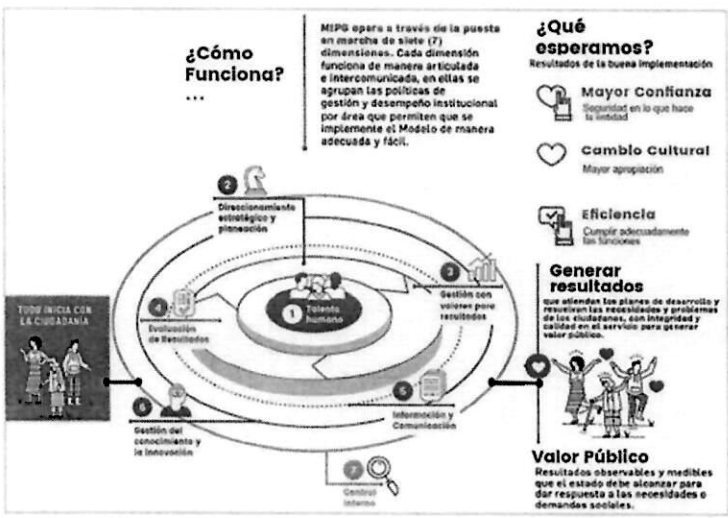 ¿Cómo
Funciona?
...
MIPG opera a través de la puesta
en marcha de siete (7)
dimensiones. Cada dimensión
funciona de manera articulada
e intercomunicada, en ellas se
agrupan las políticas de
gestión y desempeño institucional
por área que permiten que se
implemente el Modelo de manera
adecuada y fácil.
¿Qué
esperamos?
Resultados de la buena implementación
Mayor Confianza
Seguridad en lo que hace
la entidad
Cambio Cultural
Mayor apropiación
Eficiencia
Cumplir adecuadamente
las funciones
Generar
resultados
que atiendan los planes de desarrollo y
resuelvan las necesidades y problemas
de los ciudadanos, con integridad y
calidad en el servicio para generar
valor público.
Valor Público
Resultados observables y medibles
que el estado debe alcanzar para
dar respuesta a las necesidades o
demandas sociales.
TODO INICIA CON
LA CIUDADANÍA
1
Talento
humano
2
Direccionamiento
estratégico y
planeación
3
Gestión con
valores para
resultados
4
Evaluación
de Resultados
5
Información y
Comunicación
6
Gestión del
conocimiento y
la innovación
7
Control
interno